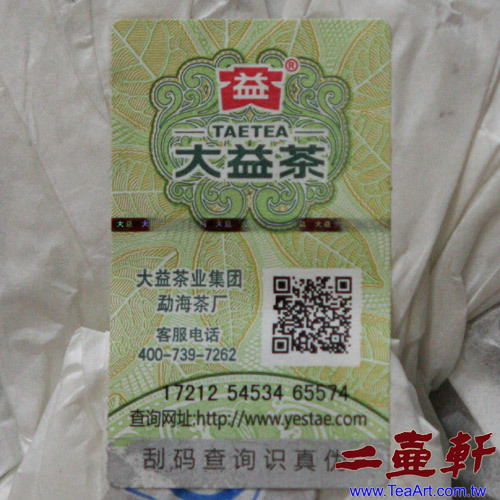 益®
TAETEA
大益茶
大益茶业集团
勐海茶厂
客服电话
400-739-7262
17212 54534 65574
查询网址:http://www.yestae.com
刮码查询识真伪
二壺軒
www.TeaArt.com.tw